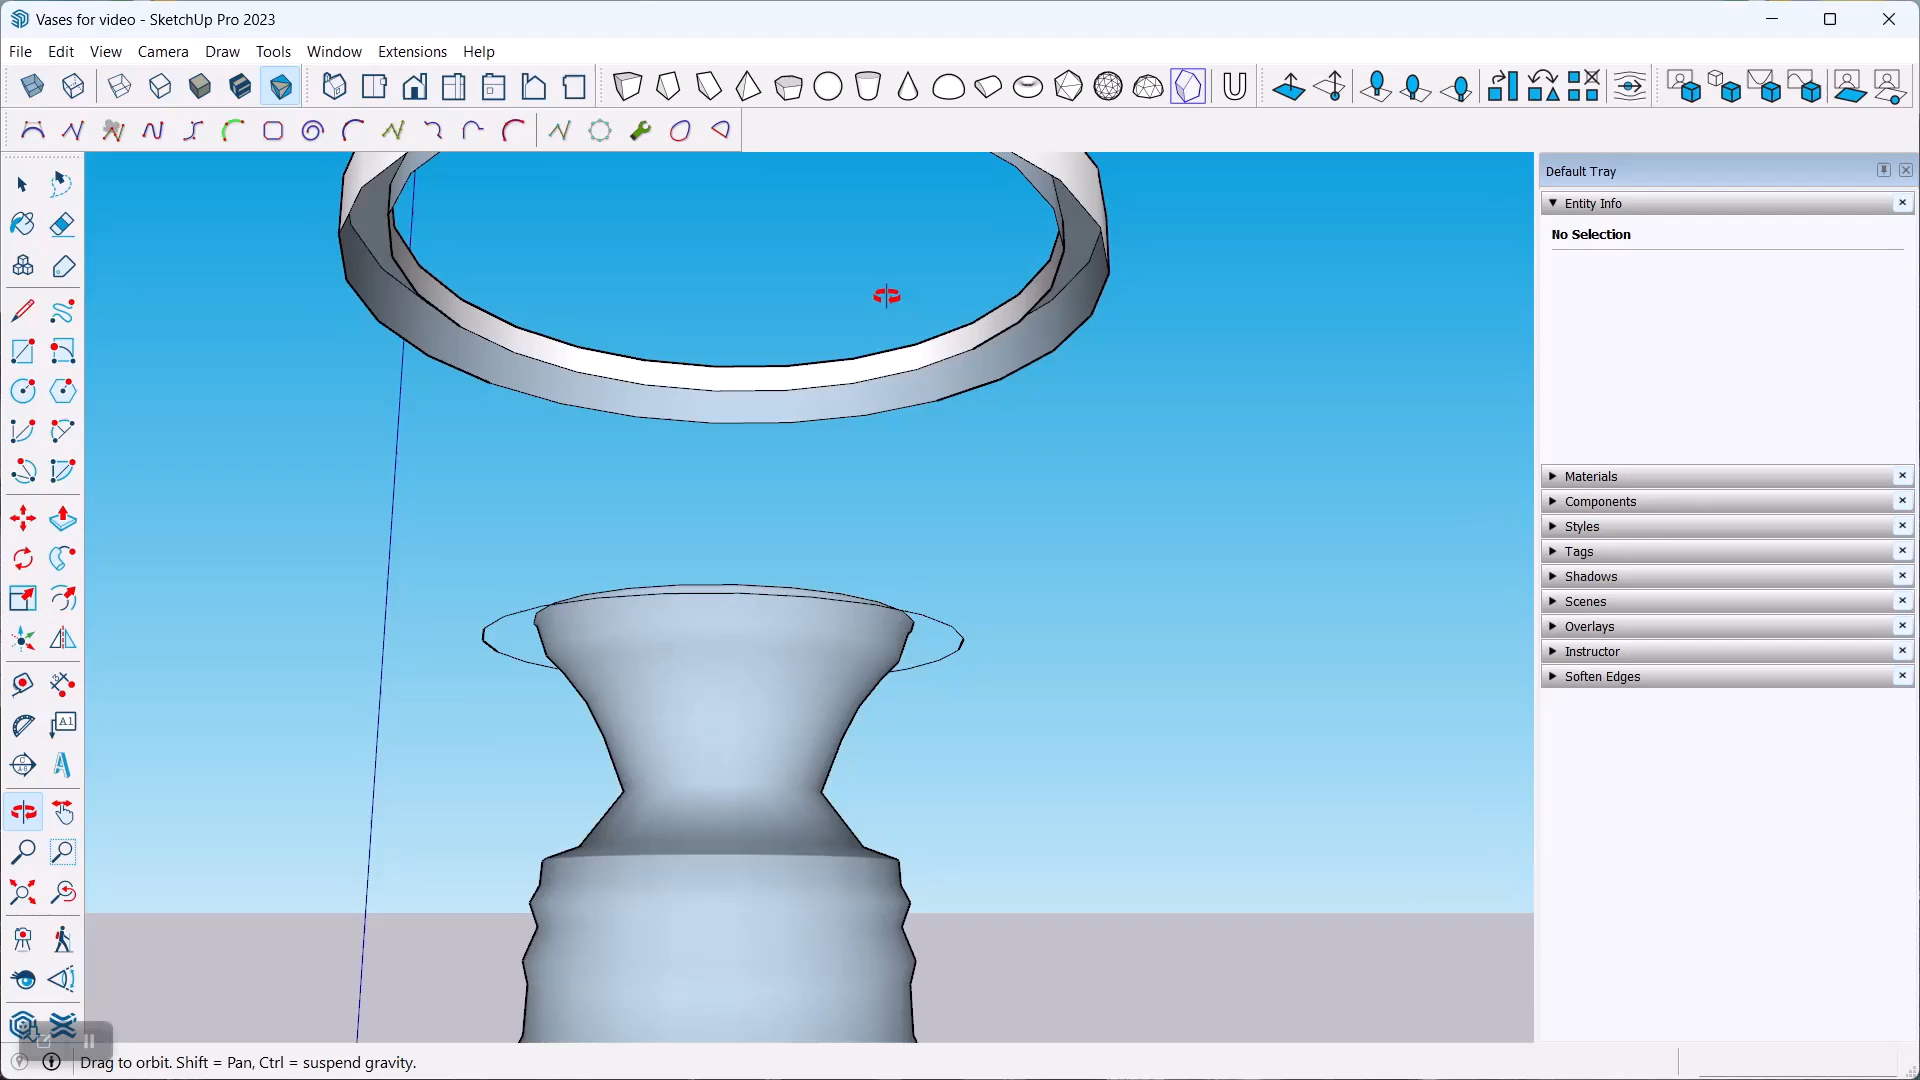 Vases for video - SketchUp Pro 2023
File Edit View Camera Draw Tools Window Extensions Help
Default Tray
Entity Info
No Selection
Materials
Components
Styles
Tags
Shadows
Scenes
Overlays
Instructor
Soften Edges
A1
Drag to orbit. Shift = Pan, Ctrl = suspend gravity.